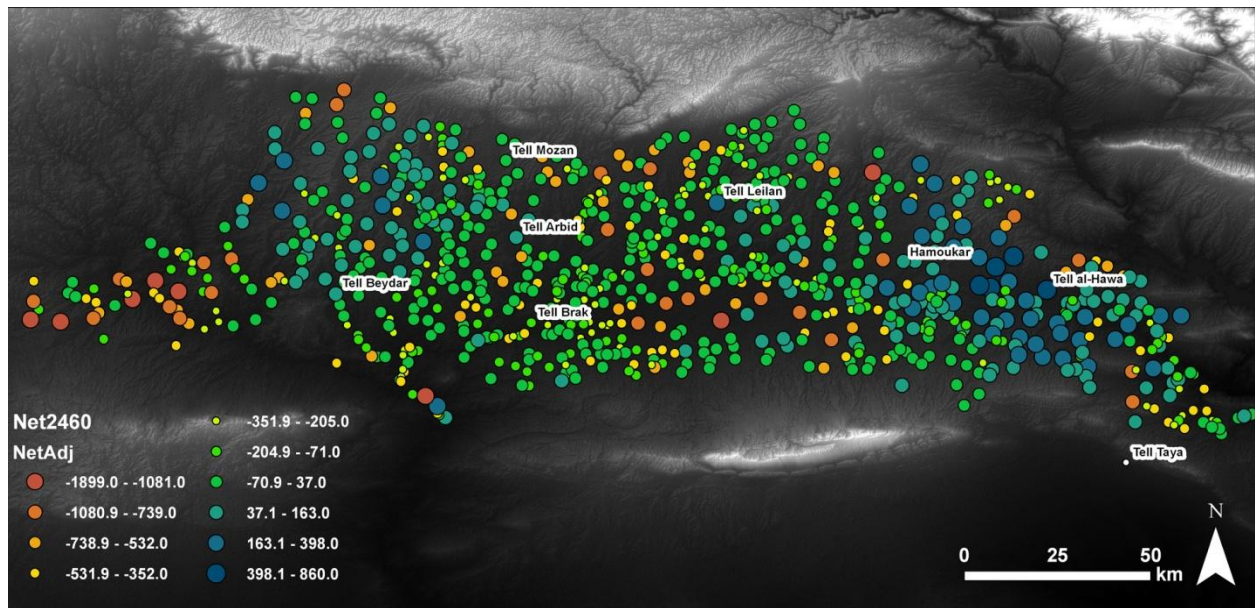 Tell Mozan
Tell Leilan
Tell Arbid
Hamoukar
Tell al-Hawa
Tell Beydar
Tell Brak
Tell Taya
Net2460
NetAdj
-1899.0 - -1081.0
-1080.9 - -739.0
-738.9 - -532.0
-531.9 - -352.0
-351.9 - -205.0
-204.9 - -71.0
-70.9 - 37.0
37.1 - 163.0
163.1 - 398.0
398.1 - 860.0
N
0 25 50
km